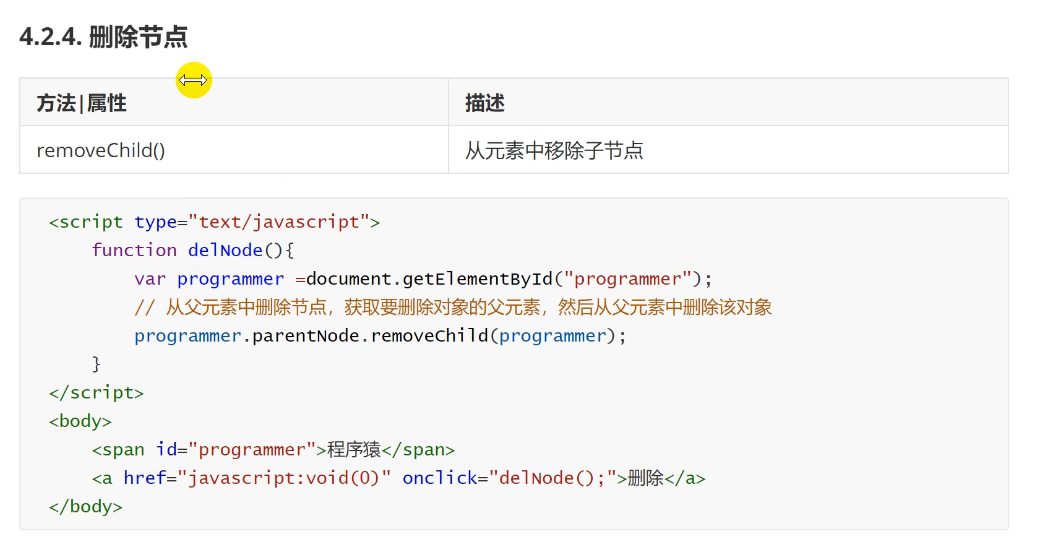 4.2.4. 删除节点
方法|属性 描述
removeChild() 从元素中移除子节点
<script type="text/javascript">
    function delNode(){
        var programmer =document.getElementById("programmer");
        // 从父元素中删除节点，获取要删除对象的父元素，然后从父元素中删除该对象
        programmer.parentNode.removeChild(programmer);
    }
</script>
<body>
    <span id="programmer">程序猿</span>
    <a href="javascript:void(0)" onclick="delNode();">删除</a>
</body>